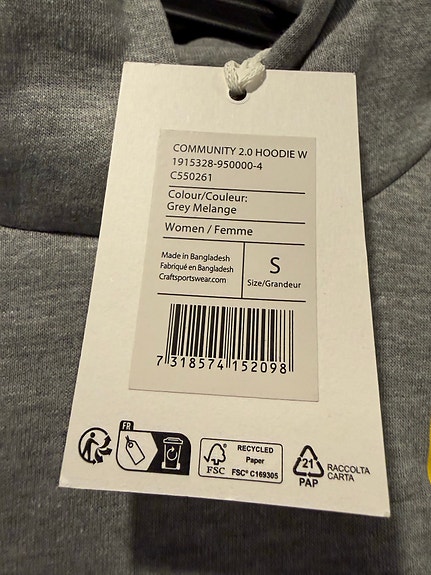 COMMUNITY 2.0 HOODIE W
1915328-950000-4
C550261
Colour/Couleur:
Grey Melange
Women / Femme
Made in Bangladesh
Fabriqué en Bangladesh
Craftsportswear.com
S
Size/Grandeur
7 318574 152098
FR
FSC
RECYCLED
Paper
FSC® C169305
21
PAP
RACCOLTA
CARTA